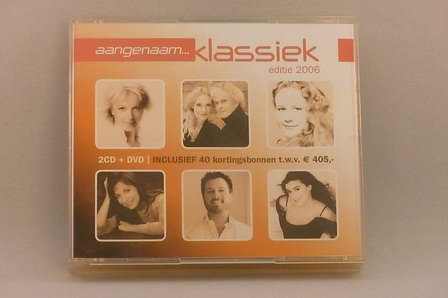 aangenaam... klassiek
editie 2006
2CD + DVD | INCLUSIEF 40 kortingsbonnen t.w.v. € 405,-